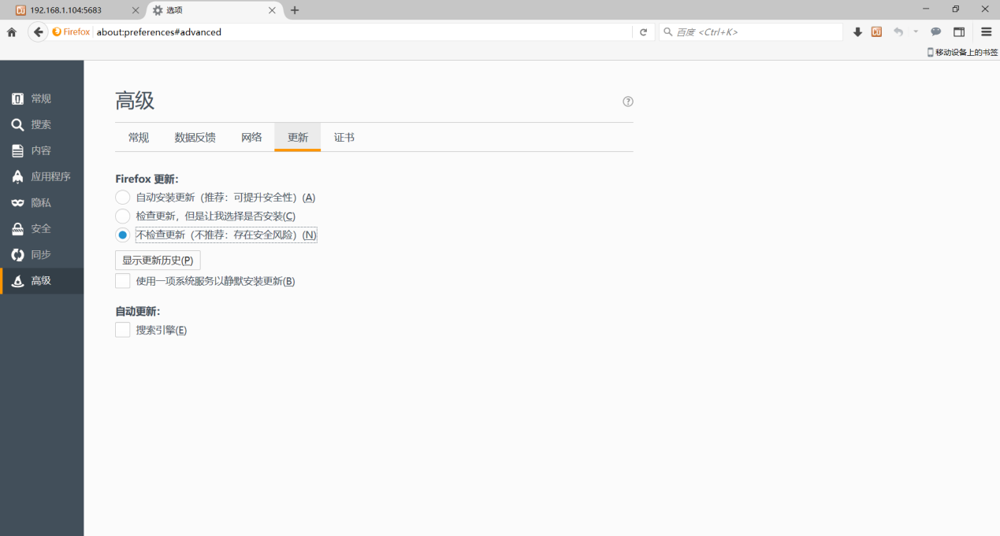 192.168.1.104:5683
选项
Firefox about:preferences#advanced
百度 <Ctrl+K>
移动设备上的书签
常规
搜索
内容
应用程序
隐私
安全
同步
高级
高级
常规 数据反馈 网络 更新 证书
Firefox 更新:
自动安装更新（推荐：可提升安全性）(A)
检查更新，但是让我选择是否安装(C)
不检查更新（不推荐：存在安全风险）(N)
显示更新历史(P)
使用一项系统服务以静默安装更新(B)
自动更新:
搜索引擎(E)